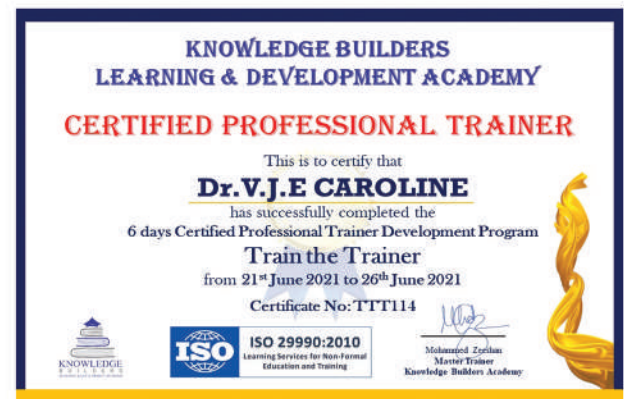 KNOWLEDGE BUILDERS
LEARNING & DEVELOPMENT ACADEMY
CERTIFIED PROFESSIONAL TRAINER
This is to certify that
Dr.V.J.E CAROLINE
has successfully completed the
6 days Certified Professional Trainer Development Program
Train the Trainer
from 21st June 2021 to 26th June 2021
Certificate No: TTT114
KNOWLEDGE
BUILDERS
ISO
ISO 29990:2010
Learning Services for Non-Formal
Education and Training
Mohammed Zeeshan
Master Trainer
Knowledge Builders Academy